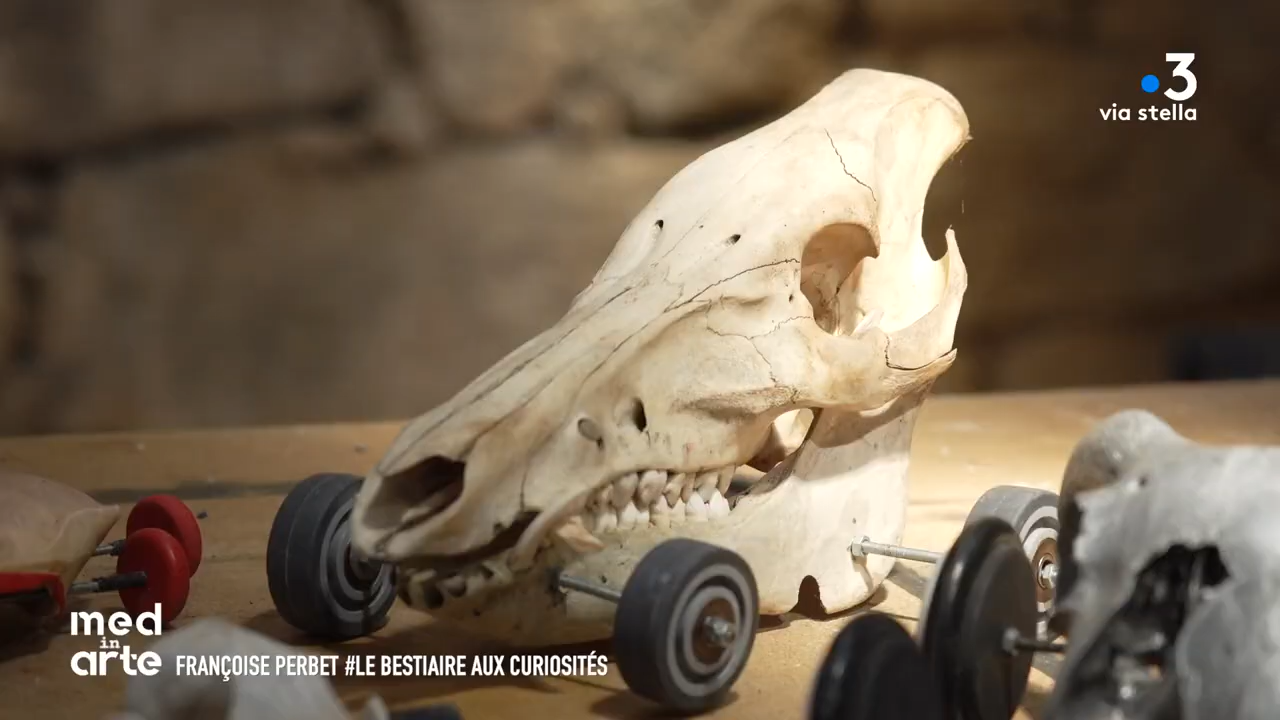 3
via stella
med
in
arte
FRANÇOISE PERBET #LE BESTIAIRE AUX CURIOSITÉS